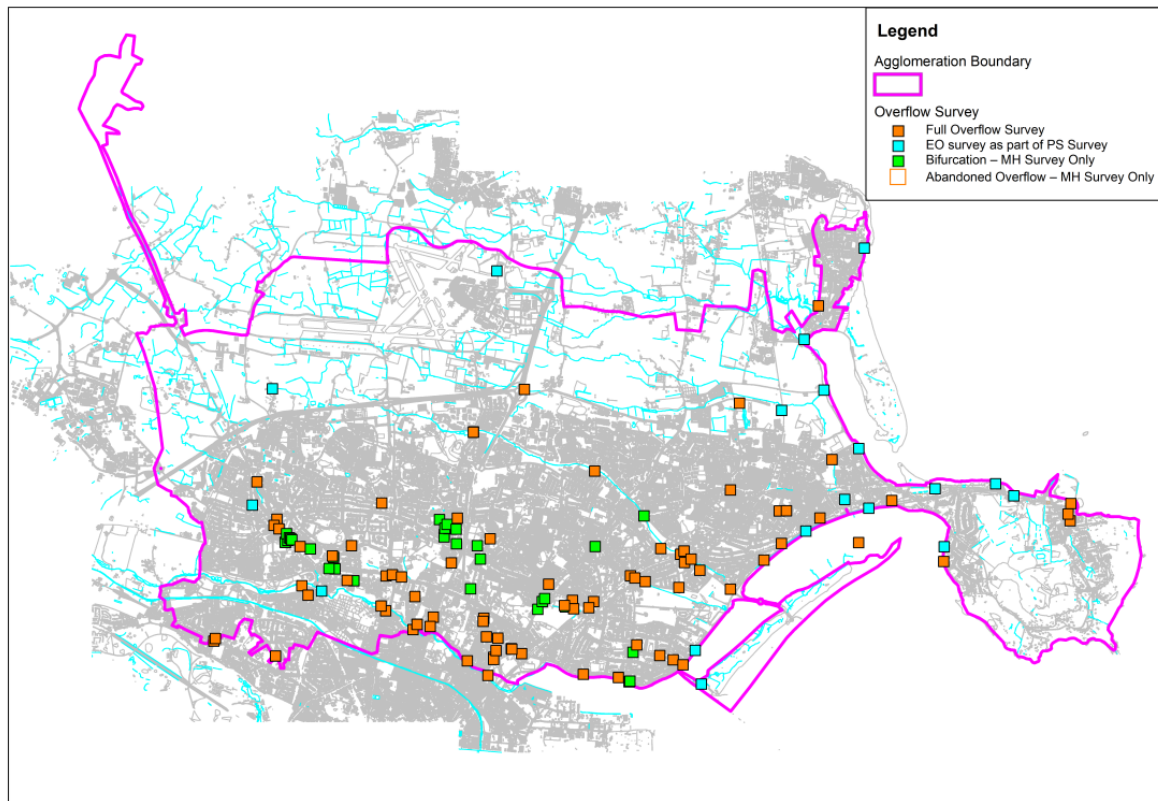 Legend
Agglomeration Boundary
Overflow Survey
Full Overflow Survey
EO survey as part of PS Survey
Bifurcation – MH Survey Only
Abandoned Overflow – MH Survey Only